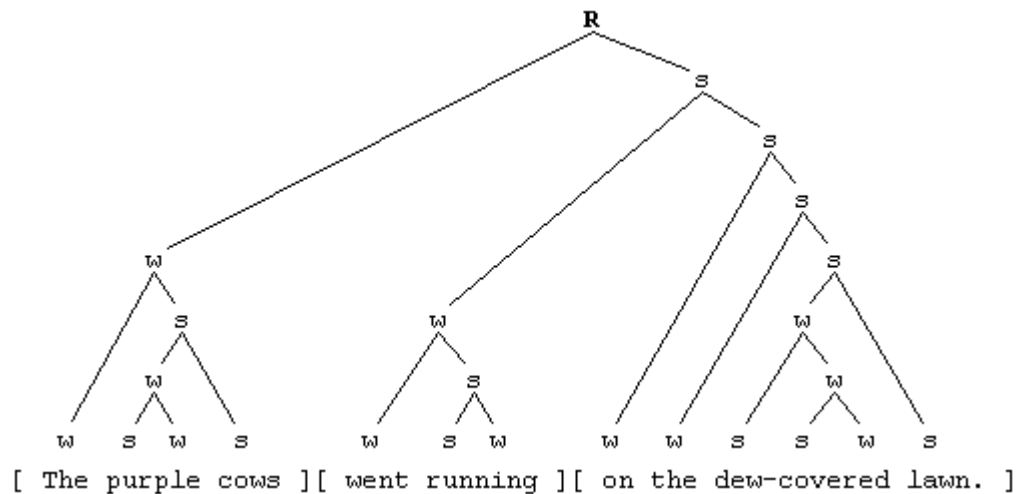 R
s
s
s
w s
s w w
w s w
w s w s w s w w w s s w s
[ The purple cows ][ went running ][ on the dew-covered lawn. ]